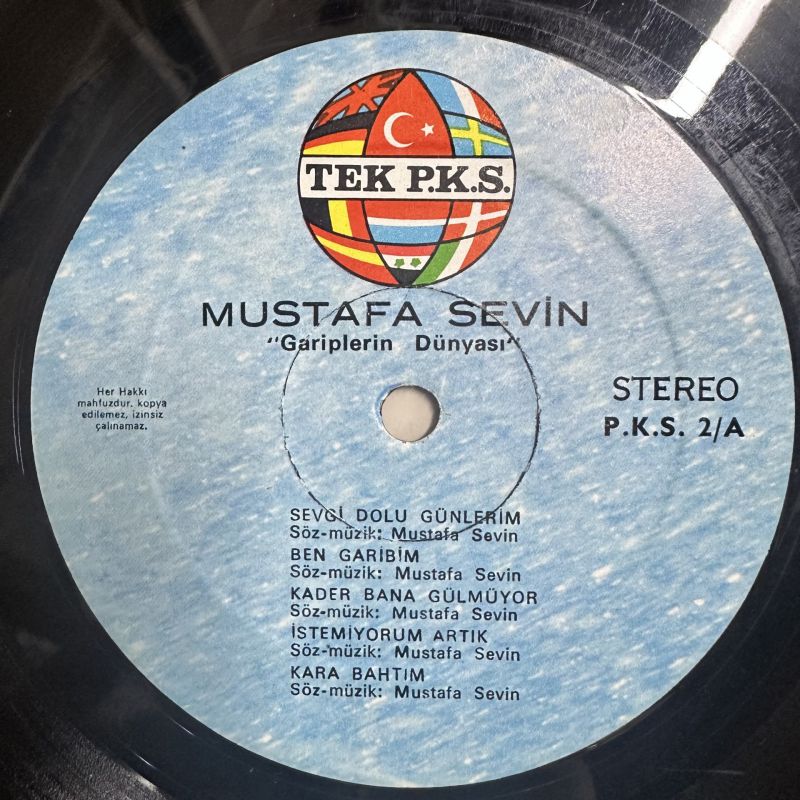 TEK P.K.S.
MUSTAFA SEVİN
"Gariplerin Dünyası"
Her Hakkı
mahfuzdur. kopya
edilemez, izinsiz
çalınamaz.
STEREO
P.K.S. 2/A
SEVGİ DOLU GÜNLERİM
Söz-müzik: Mustafa Sevin
BEN GARİBİM
Söz-müzik: Mustafa Sevin
KADER BANA GÜLMÜYOR
Söz-müzik: Mustafa Sevin
İSTEMİYORUM ARTIK
Söz-müzik: Mustafa Sevin
KARA BAHTIM
Söz-müzik: Mustafa Sevin